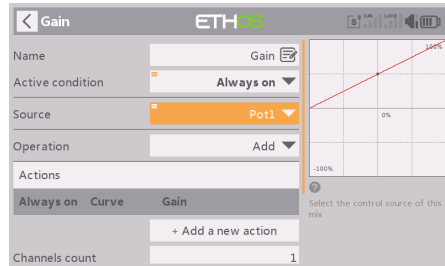 Gain
ETHOS
Name
Gain
Active condition
Always on
Source
Pot1
Operation
Add
Actions
Always on Curve Gain
+ Add a new action
Channels count
1
100%
0%
-100%
?
Select the control source of this
mix